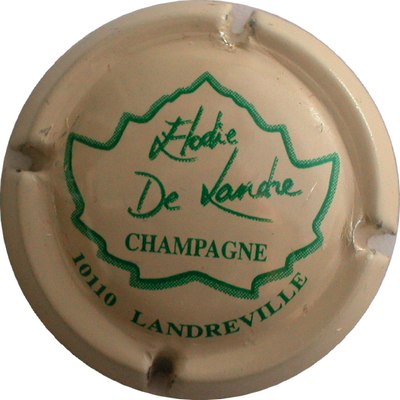 Elodie
De Landre
CHAMPAGNE
10110 LANDREVILLE